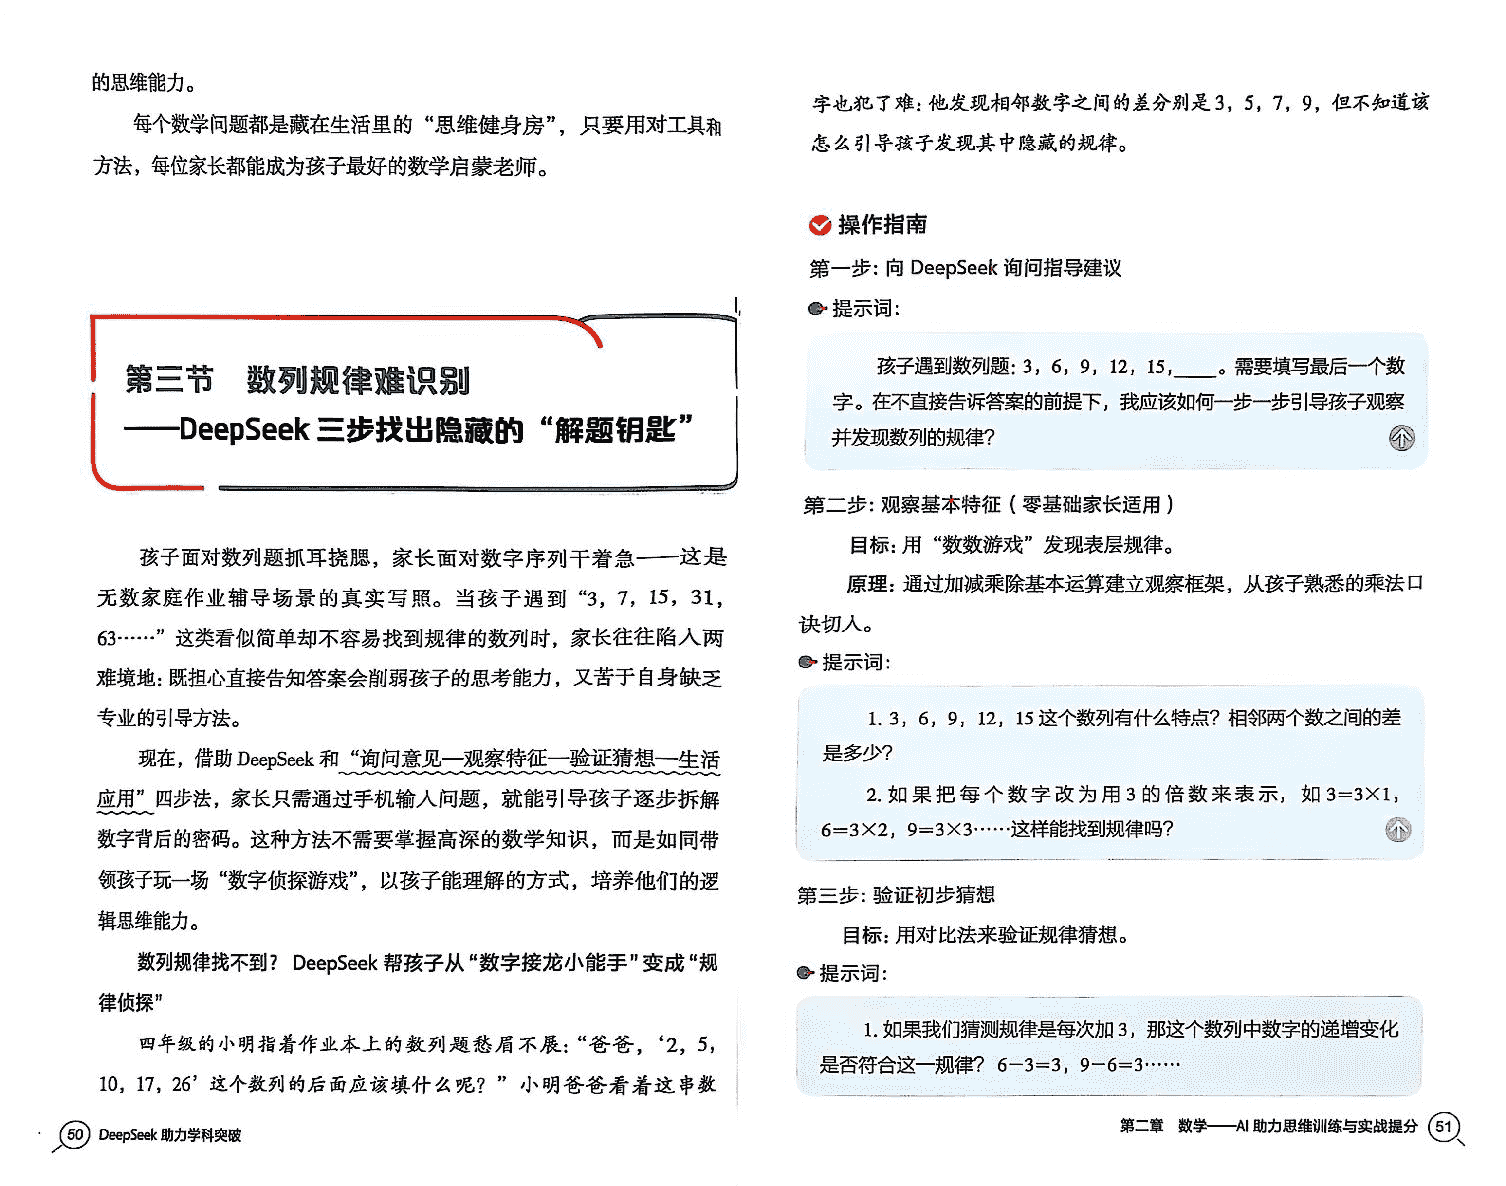 的思维能力。
每个数学问题都是藏在生活里的“思维健身房”，只要用对工具和
方法，每位家长都能成为孩子最好的数学启蒙老师。
第三节　数列规律难识别
——DeepSeek 三步找出隐藏的“解题钥匙”
孩子面对数列题抓耳挠腮，家长面对数字序列干着急——这是
无数家庭作业辅导场景的真实写照。当孩子遇到“3，7，15，31，
63……”这类看似简单却不容易找到规律的数列时，家长往往陷入两
难境地：既担心直接告知答案会削弱孩子的思考能力，又苦于自身缺乏
专业的引导方法。
现在，借助 DeepSeek 和“询问意见—观察特征—验证猜想—生活
应用”四步法，家长只需通过手机输入问题，就能引导孩子逐步拆解
数字背后的密码。这种方法不需要掌握高深的数学知识，而是如同带
领孩子玩一场“数字侦探游戏”，以孩子能理解的方式，培养他们的逻
辑思维能力。
数列规律找不到？ DeepSeek 帮孩子从“数字接龙小能手”变成“规
律侦探”
四年级的小明指着作业本上的数列题愁眉不展：“爸爸，‘2，5，
10，17，26’这个数列的后面应该填什么呢？”小明爸爸看着这串数
50 DeepSeek 助力学科突破
字也犯了难：他发现相邻数字之间的差分别是 3，5，7，9，但不知道该
怎么引导孩子发现其中隐藏的规律。
操作指南
第一步：向 DeepSeek 询问指导建议
提示词：
孩子遇到数列题：3，6，9，12，15，____。需要填写最后一个数
字。在不直接告诉答案的前提下，我应该如何一步一步引导孩子观察
并发现数列的规律？
第二步：观察基本特征（零基础家长适用）
目标：用“数数游戏”发现表层规律。
原理：通过加减乘除基本运算建立观察框架，从孩子熟悉的乘法口
诀切入。
提示词：
1. 3，6，9，12，15 这个数列有什么特点？相邻两个数之间的差
是多少？
2. 如果把每个数字改为用 3 的倍数来表示，如 3=3×1，
6=3×2，9=3×3……这样能找到规律吗？
第三步：验证初步猜想
目标：用对比法来验证规律猜想。
提示词：
1. 如果我们猜测规律是每次加 3，那这个数列中数字的递增变化
是否符合这一规律？ 6－3=3，9－6=3……
第二章　数学——AI 助力思维训练与实战提分 51